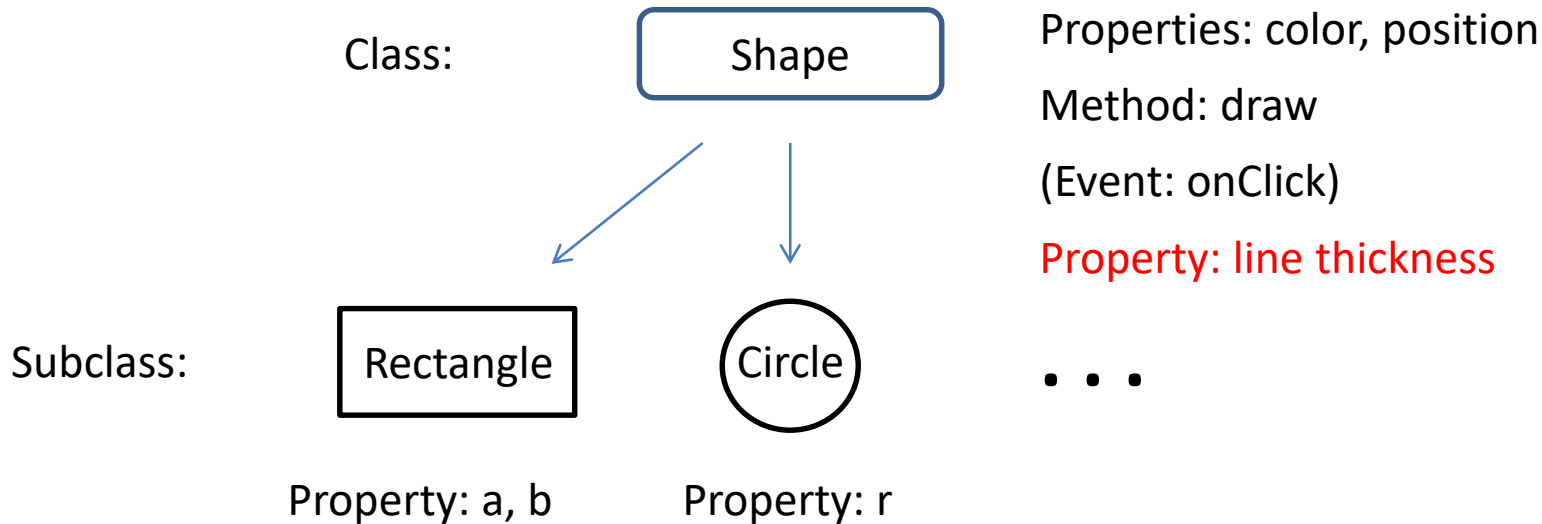 Class:
Shape
Properties: color, position
Method: draw
(Event: onClick)
Property: line thickness
Subclass:
Rectangle
Circle
. . .
Property: a, b
Property: r